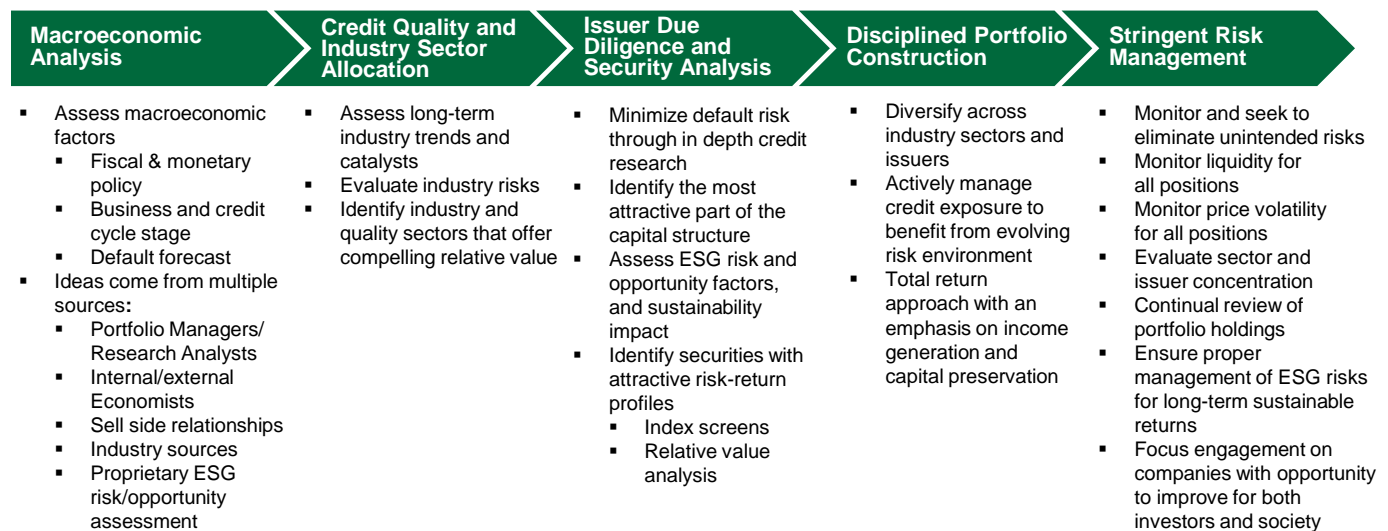 Macroeconomic
Analysis
Credit Quality and
Industry Sector
Allocation
Issuer Due
Diligence and
Security Analysis
Disciplined Portfolio
Construction
Stringent Risk
Management
▪ Assess macroeconomic
factors
▪ Fiscal & monetary
policy
▪ Business and credit
cycle stage
▪ Default forecast
▪ Ideas come from multiple
sources:
▪ Portfolio Managers/
Research Analysts
▪ Internal/external
Economists
▪ Sell side relationships
▪ Industry sources
▪ Proprietary ESG
risk/opportunity
assessment
▪ Assess long-term
industry trends and
catalysts
▪ Evaluate industry risks
▪ Identify industry and
quality sectors that offer
compelling relative value
▪ Minimize default risk
through in depth credit
research
▪ Identify the most
attractive part of the
capital structure
▪ Assess ESG risk and
opportunity factors,
and sustainability
impact
▪ Identify securities with
attractive risk-return
profiles
▪ Index screens
▪ Relative value
analysis
▪ Diversify across
industry sectors and
issuers
▪ Actively manage
credit exposure to
benefit from evolving
risk environment
▪ Total return
approach with an
emphasis on income
generation and
capital preservation
▪ Monitor and seek to
eliminate unintended risks
▪ Monitor liquidity for
all positions
▪ Monitor price volatility
for all positions
▪ Evaluate sector and
issuer concentration
▪ Continual review of
portfolio holdings
▪ Ensure proper
management of ESG risks
for long-term sustainable
returns
▪ Focus engagement on
companies with opportunity
to improve for both
investors and society